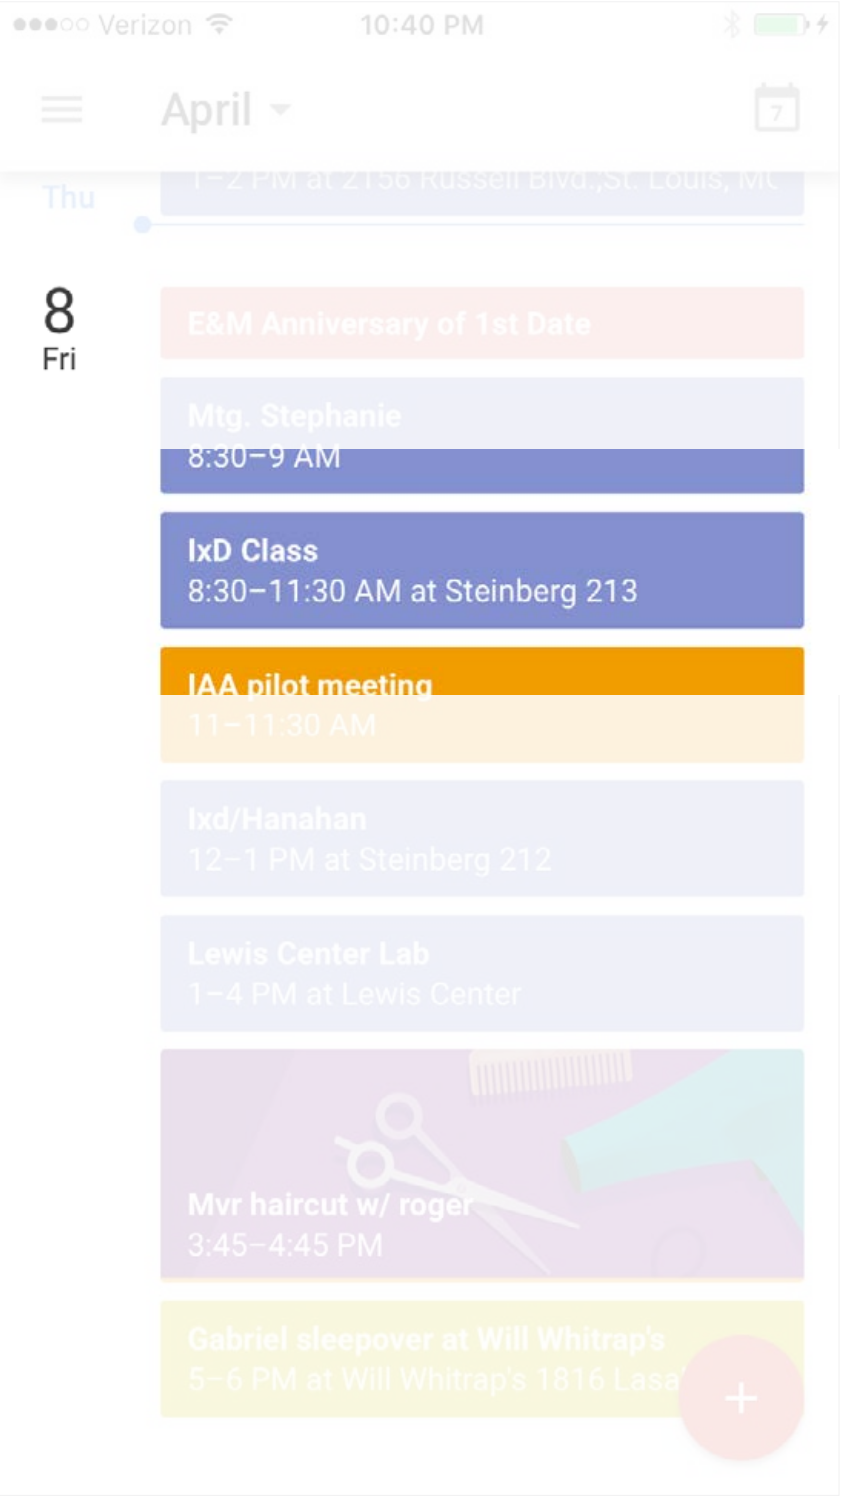 Verizon
10:40 PM
April
7
Thu
1–2 PM at 2156 Russell Blvd.,St. Louis, MO
8
Fri
E&M Anniversary of 1st Date
Mtg. Stephanie
8:30–9 AM
IxD Class
8:30–11:30 AM at Steinberg 213
IAA pilot meeting
11–11:30 AM
Ixd/Hanahan
12–1 PM at Steinberg 212
Lewis Center Lab
1–4 PM at Lewis Center
Mvr haircut w/ roger
3:45–4:45 PM
Gabriel sleepover at Will Whitrap's
5–6 PM at Will Whitrap's 1816 Lasa
+